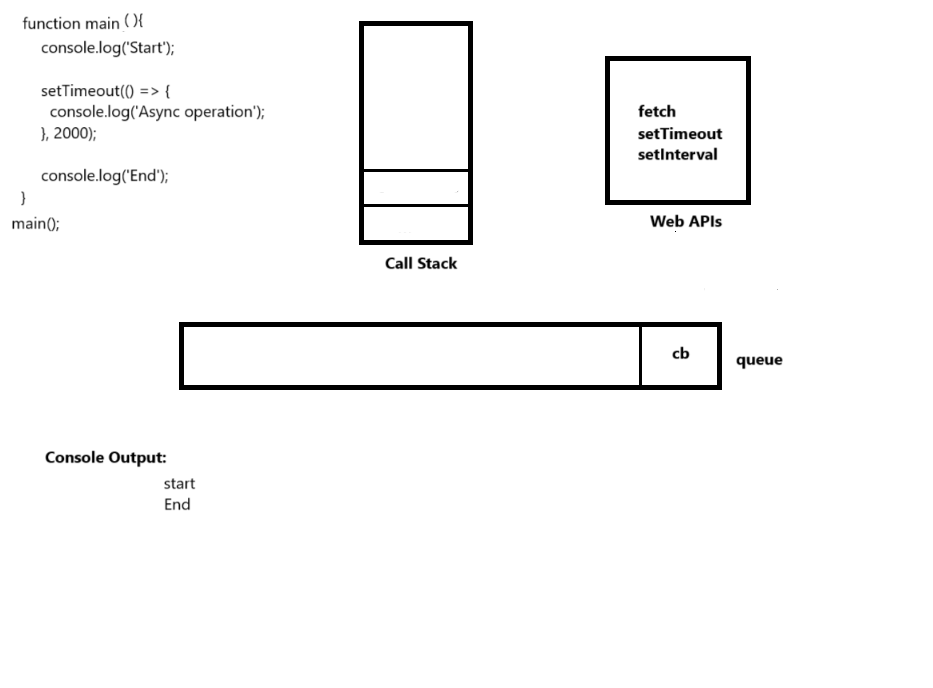 function main ( ){
console.log('Start');
setTimeout(() => {
console.log('Async operation');
}, 2000);
console.log('End');
}
main();
Call Stack
fetch
setTimeout
setInterval
Web APIs
cb
queue
Console Output:
start
End